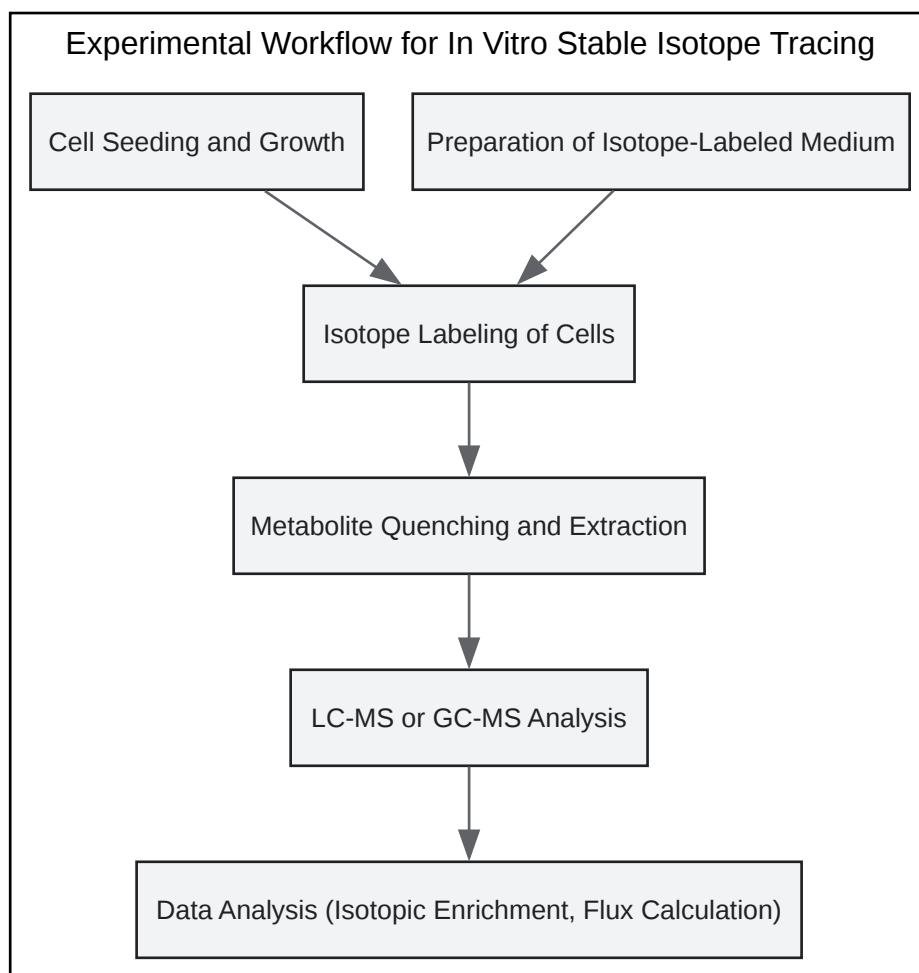 Experimental Workflow for In Vitro Stable Isotope Tracing
Cell Seeding and Growth
Preparation of Isotope-Labeled Medium
Isotope Labeling of Cells
Metabolite Quenching and Extraction
LC-MS or GC-MS Analysis
Data Analysis (Isotopic Enrichment, Flux Calculation)